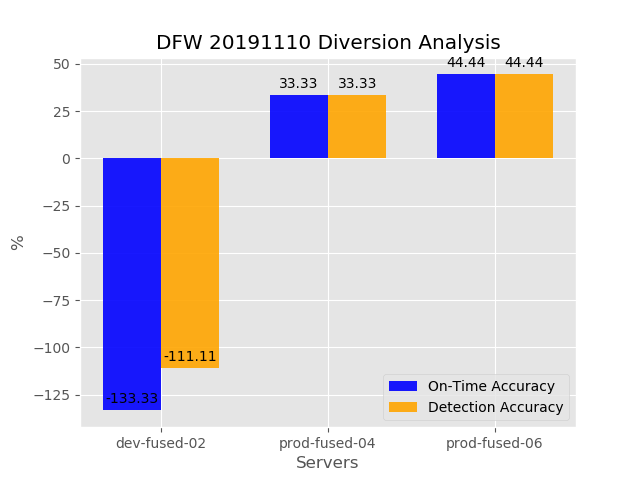 DFW 20191110 Diversion Analysis
50
25
0
−25
−50
−75
−100
−125
%
33.33
33.33
44.44
44.44
-111.11
-133.33
On-Time Accuracy
Detection Accuracy
dev-fused-02
prod-fused-04
prod-fused-06
Servers